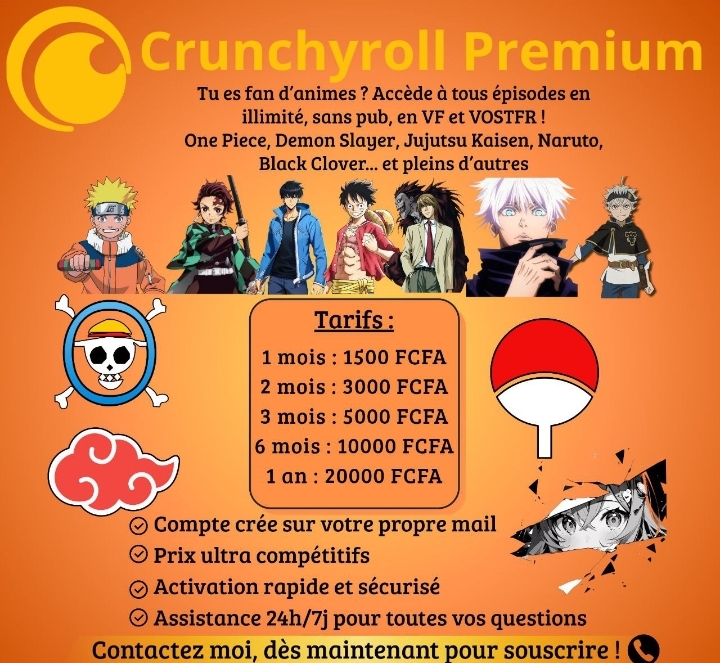 Crunchyroll Premium
Tu es fan d'animes ? Accède à tous épisodes en
illimité, sans pub, en VF et VOSTFR !
One Piece, Demon Slayer, Jujutsu Kaisen, Naruto,
Black Clover... et pleins d'autres
Tarifs :
1 mois : 1500 FCFA
2 mois : 3000 FCFA
3 mois : 5000 FCFA
6 mois : 10000 FCFA
1 an : 20000 FCFA
Compte crée sur votre propre mail
Prix ultra compétitifs
Activation rapide et sécurisé
Assistance 24h/7j pour toutes vos questions
Contactez moi, dès maintenant pour souscrire !